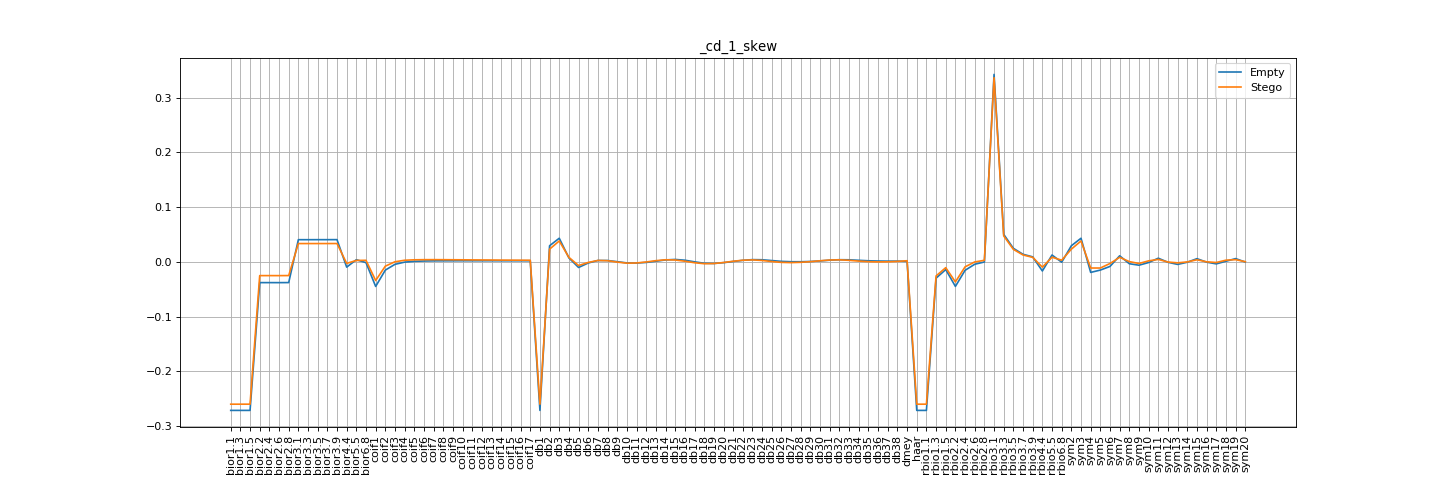 _cd_1_skew
Empty
Stego
0.3
0.2
0.1
0.0
−0.1
−0.2
−0.3
bior1.1
bior1.3
bior1.5
bior2.2
bior2.4
bior2.6
bior2.8
bior3.1
bior3.3
bior3.5
bior3.7
bior3.9
bior4.4
bior5.5
bior6.8
coif1
coif2
coif3
coif4
coif5
coif6
coif7
coif8
coif9
coif10
coif11
coif12
coif13
coif14
coif15
coif16
coif17
db1
db2
db3
db4
db5
db6
db7
db8
db9
db10
db11
db12
db13
db14
db15
db16
db17
db18
db19
db20
db21
db22
db23
db24
db25
db26
db27
db28
db29
db30
db31
db32
db33
db34
db35
db36
db37
db38
dmey
haar
rbio1.1
rbio1.3
rbio1.5
rbio2.2
rbio2.4
rbio2.6
rbio2.8
rbio3.1
rbio3.3
rbio3.5
rbio3.7
rbio3.9
rbio4.4
rbio5.5
rbio6.8
sym2
sym3
sym4
sym5
sym6
sym7
sym8
sym9
sym10
sym11
sym12
sym13
sym14
sym15
sym16
sym17
sym18
sym19
sym20